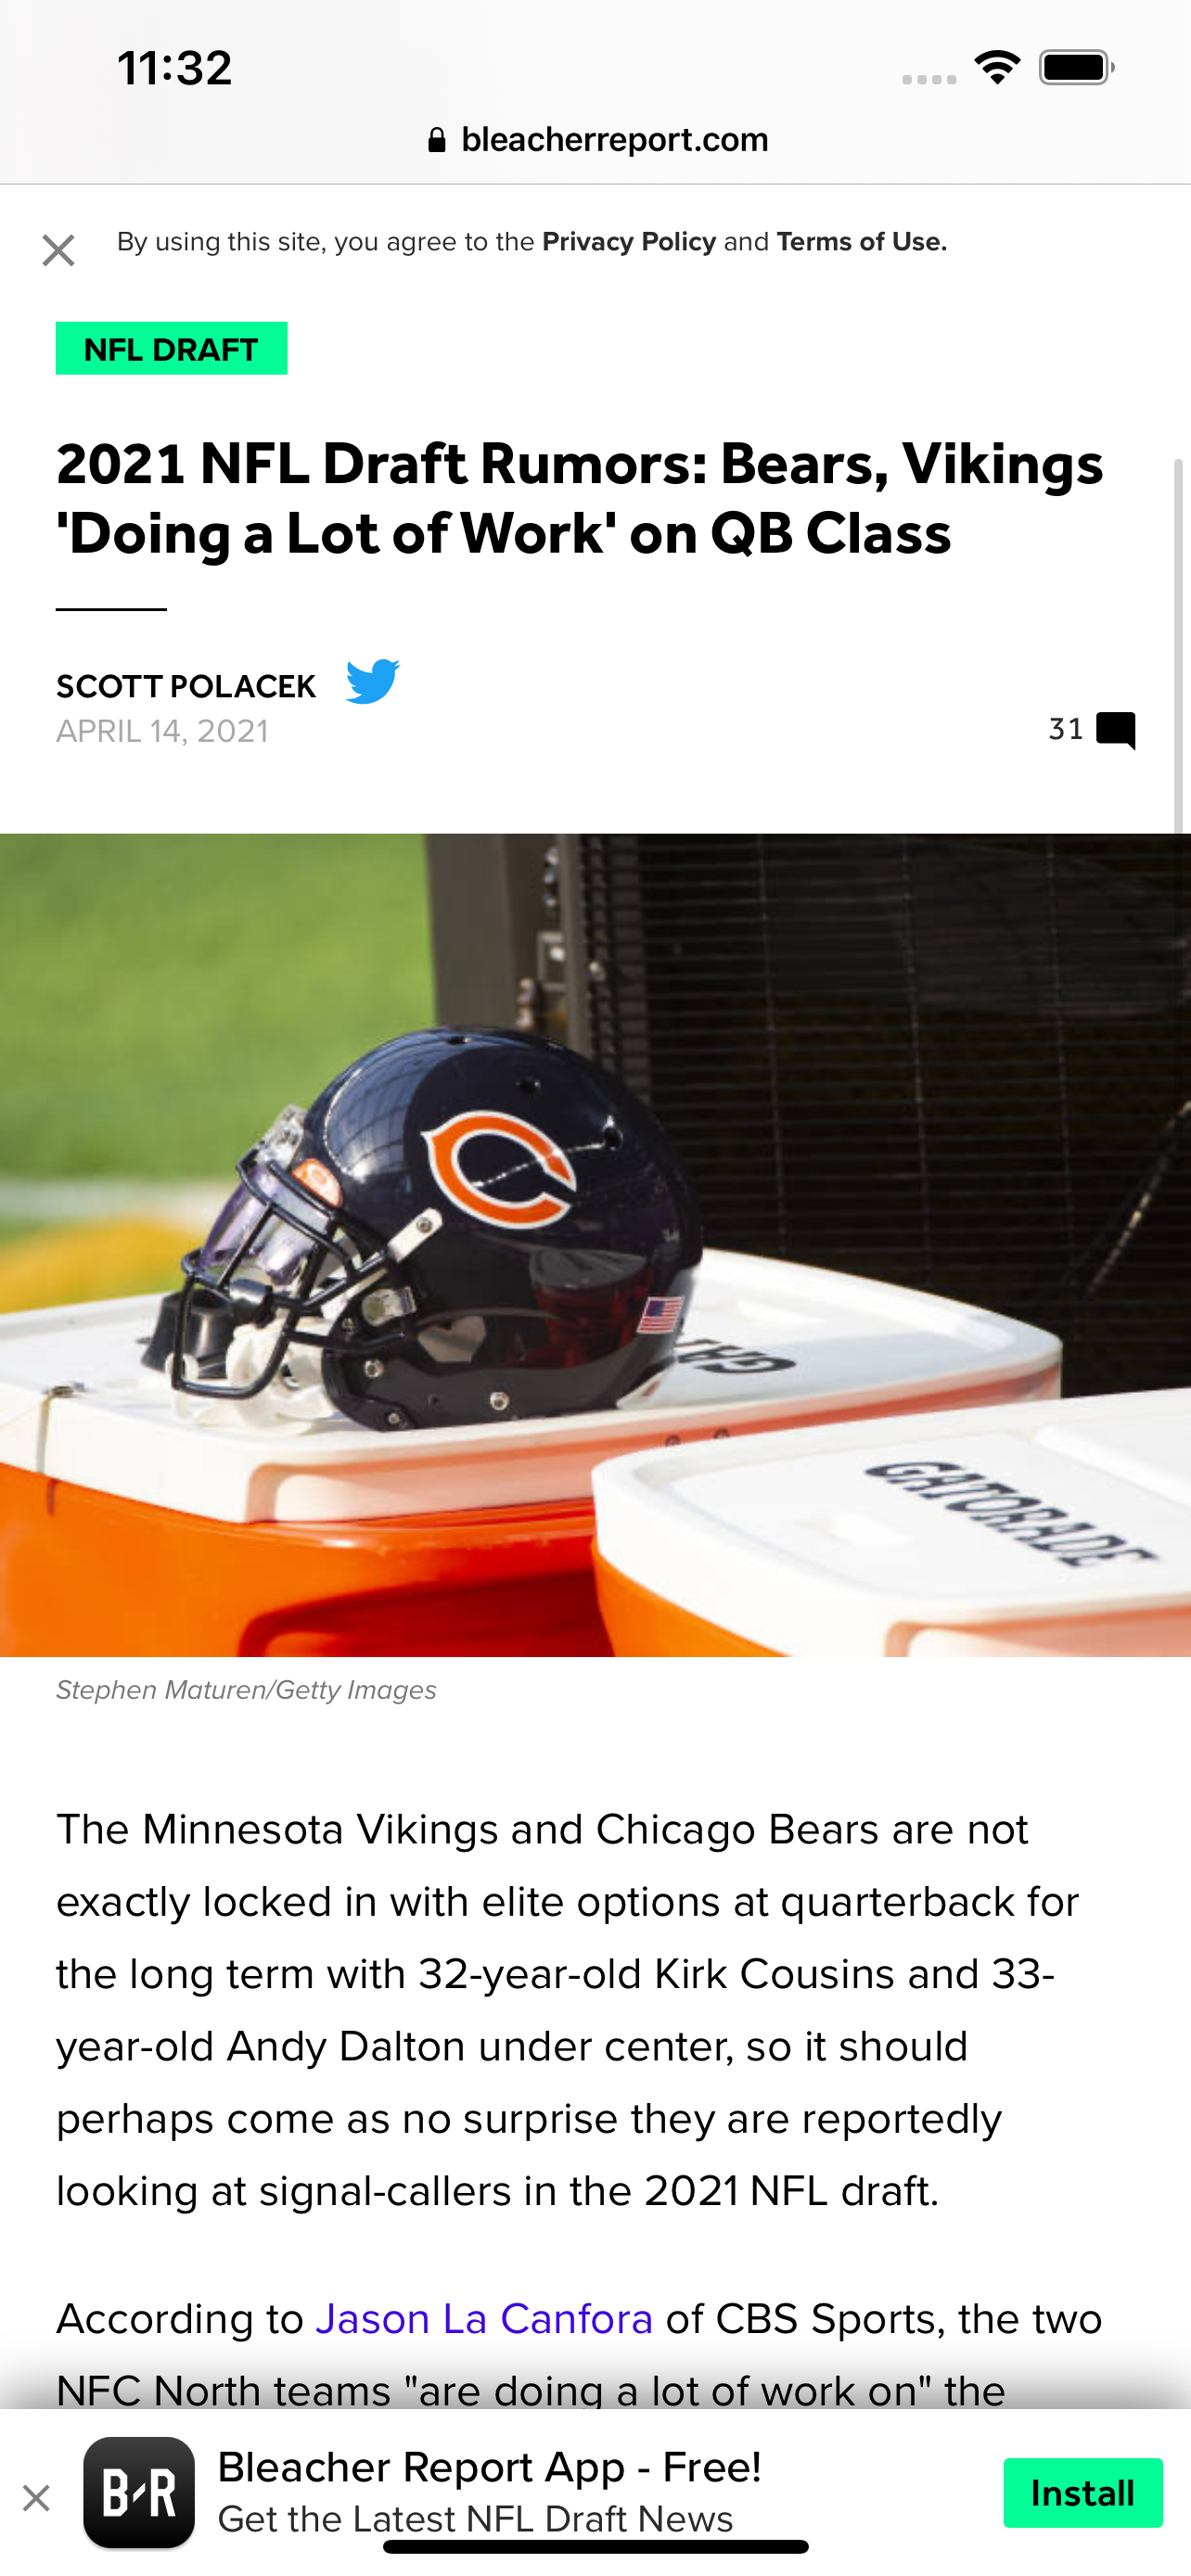 11:32
bleacherreport.com
By using this site, you agree to the Privacy Policy and Terms of Use.
NFL DRAFT
2021 NFL Draft Rumors: Bears, Vikings
'Doing a Lot of Work' on QB Class
SCOTT POLACEK
APRIL 14, 2021
31
C
GA
GATORADE
Stephen Maturen/Getty Images
The Minnesota Vikings and Chicago Bears are not
exactly locked in with elite options at quarterback for
the long term with 32-year-old Kirk Cousins and 33-
year-old Andy Dalton under center, so it should
perhaps come as no surprise they are reportedly
looking at signal-callers in the 2021 NFL draft.
According to Jason La Canfora of CBS Sports, the two
NFC North teams "are doing a lot of work on" the
B/R
Bleacher Report App - Free!
Get the Latest NFL Draft News
Install